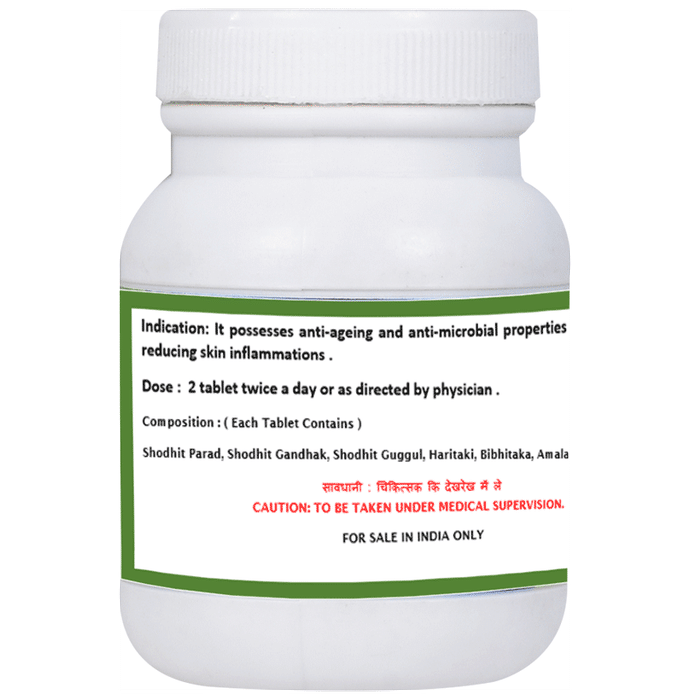 Indication: It possesses anti-ageing and anti-microbial properties
reducing skin inflammations .
Dose : 2 tablet twice a day or as directed by physician .
Composition : ( Each Tablet Contains )
Shodhit Parad, Shodhit Gandhak, Shodhit Guggul, Haritaki, Bibhitaka, Amala
सावधानी : चिकित्सक कि देखरेख में ले
CAUTION: TO BE TAKEN UNDER MEDICAL SUPERVISION.
FOR SALE IN INDIA ONLY